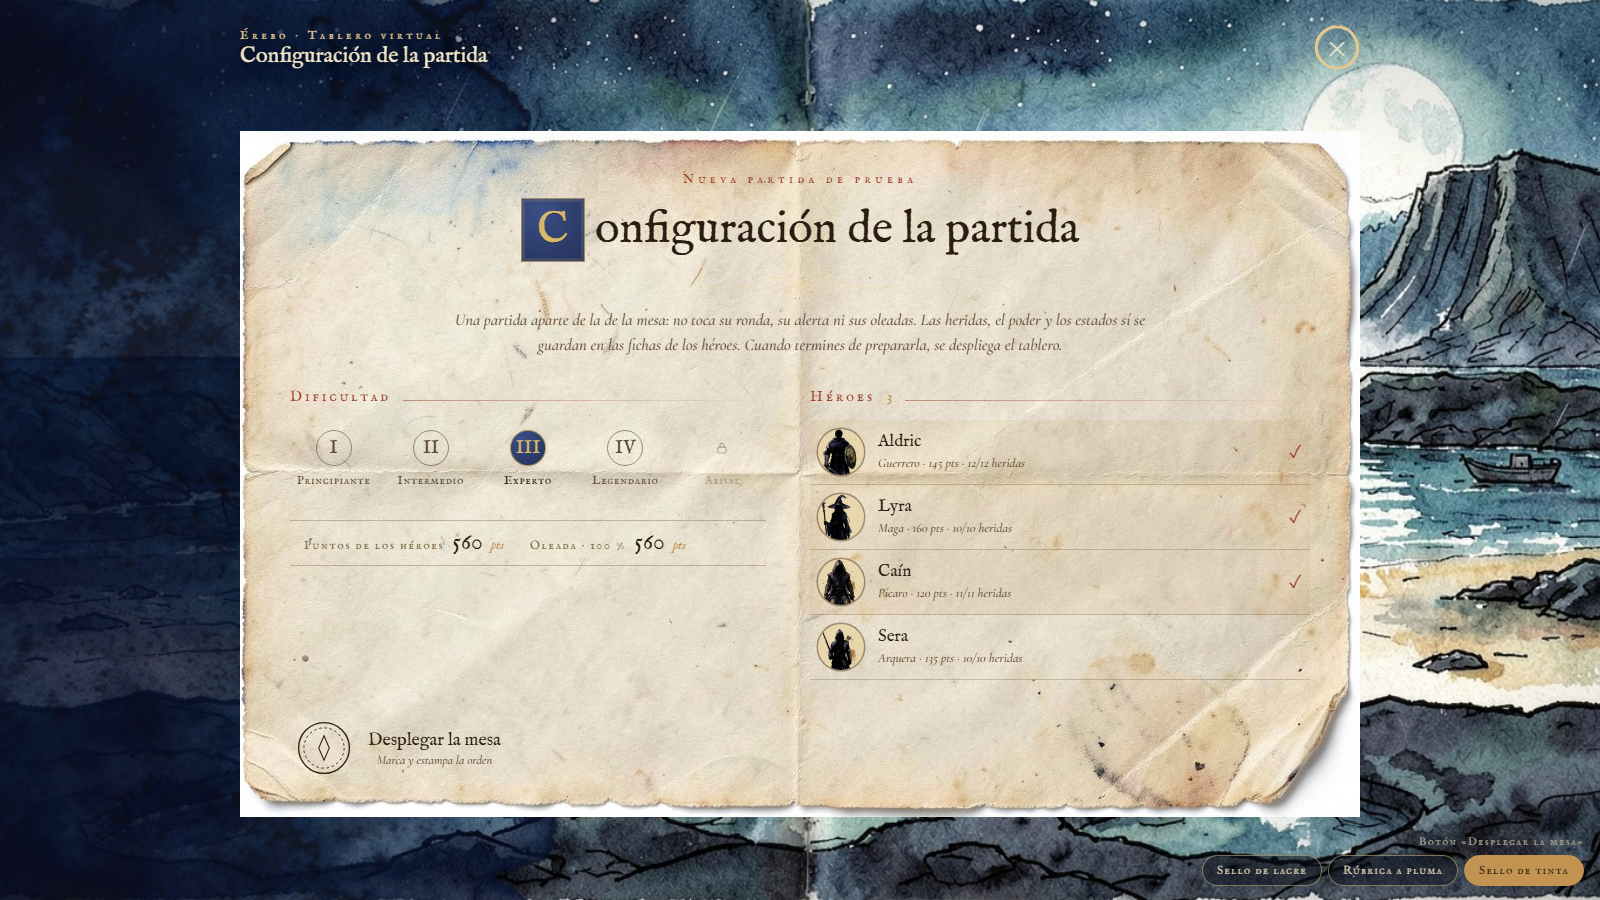 Érebo · Tablero virtual
Configuración de la partida
Nueva partida de prueba
Configuración de la partida
Una partida aparte de la de la mesa: no toca su ronda, su alerta ni sus oleadas. Las heridas, el poder y los estados sí se
guardan en las fichas de los héroes. Cuando termines de prepararla, se despliega el tablero.
Dificultad
I II III IV
Principiante Intermedio Experto Legendario Abisal
Puntos de los héroes 560 pts Oleada · 100 % 560 pts
Héroes 3
Aldric
Guerrero · 145 pts · 12/12 heridas
Lyra
Maga · 160 pts · 10/10 heridas
Caín
Pícaro · 120 pts · 11/11 heridas
Sera
Arquera · 135 pts · 10/10 heridas
Desplegar la mesa
Marca y estampa la orden
Botón «Desplegar la mesa»
Sello de lacre Rúbrica a pluma Sello de tinta